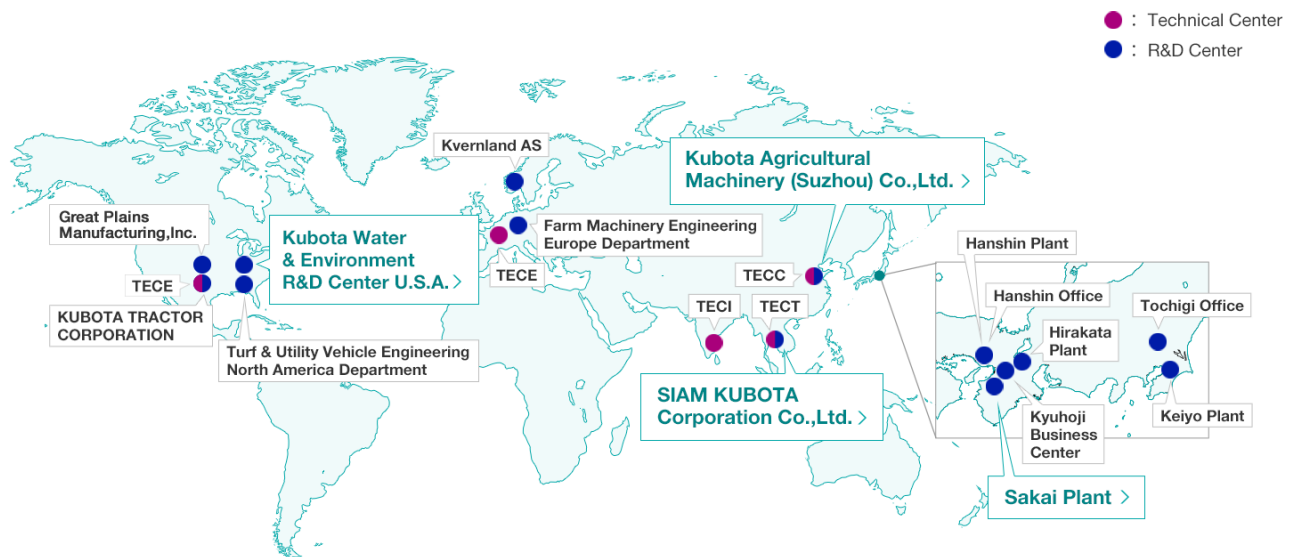 : Technical Center
: R&D Center
Kvernland AS
Kubota Agricultural
Machinery (Suzhou) Co.,Ltd. >
Great Plains
Manufacturing,Inc.
Kubota Water
& Environment
R&D Center U.S.A. >
Farm Machinery Engineering
Europe Department
TECE
TECC
TECE
KUBOTA TRACTOR
CORPORATION
Turf & Utility Vehicle Engineering
North America Department
TECI
TECT
SIAM KUBOTA
Corporation Co.,Ltd. >
Hanshin Plant
Hanshin Office
Hirakata
Plant
Tochigi Office
Kyuhoji
Business
Center
Keiyo Plant
Sakai Plant >